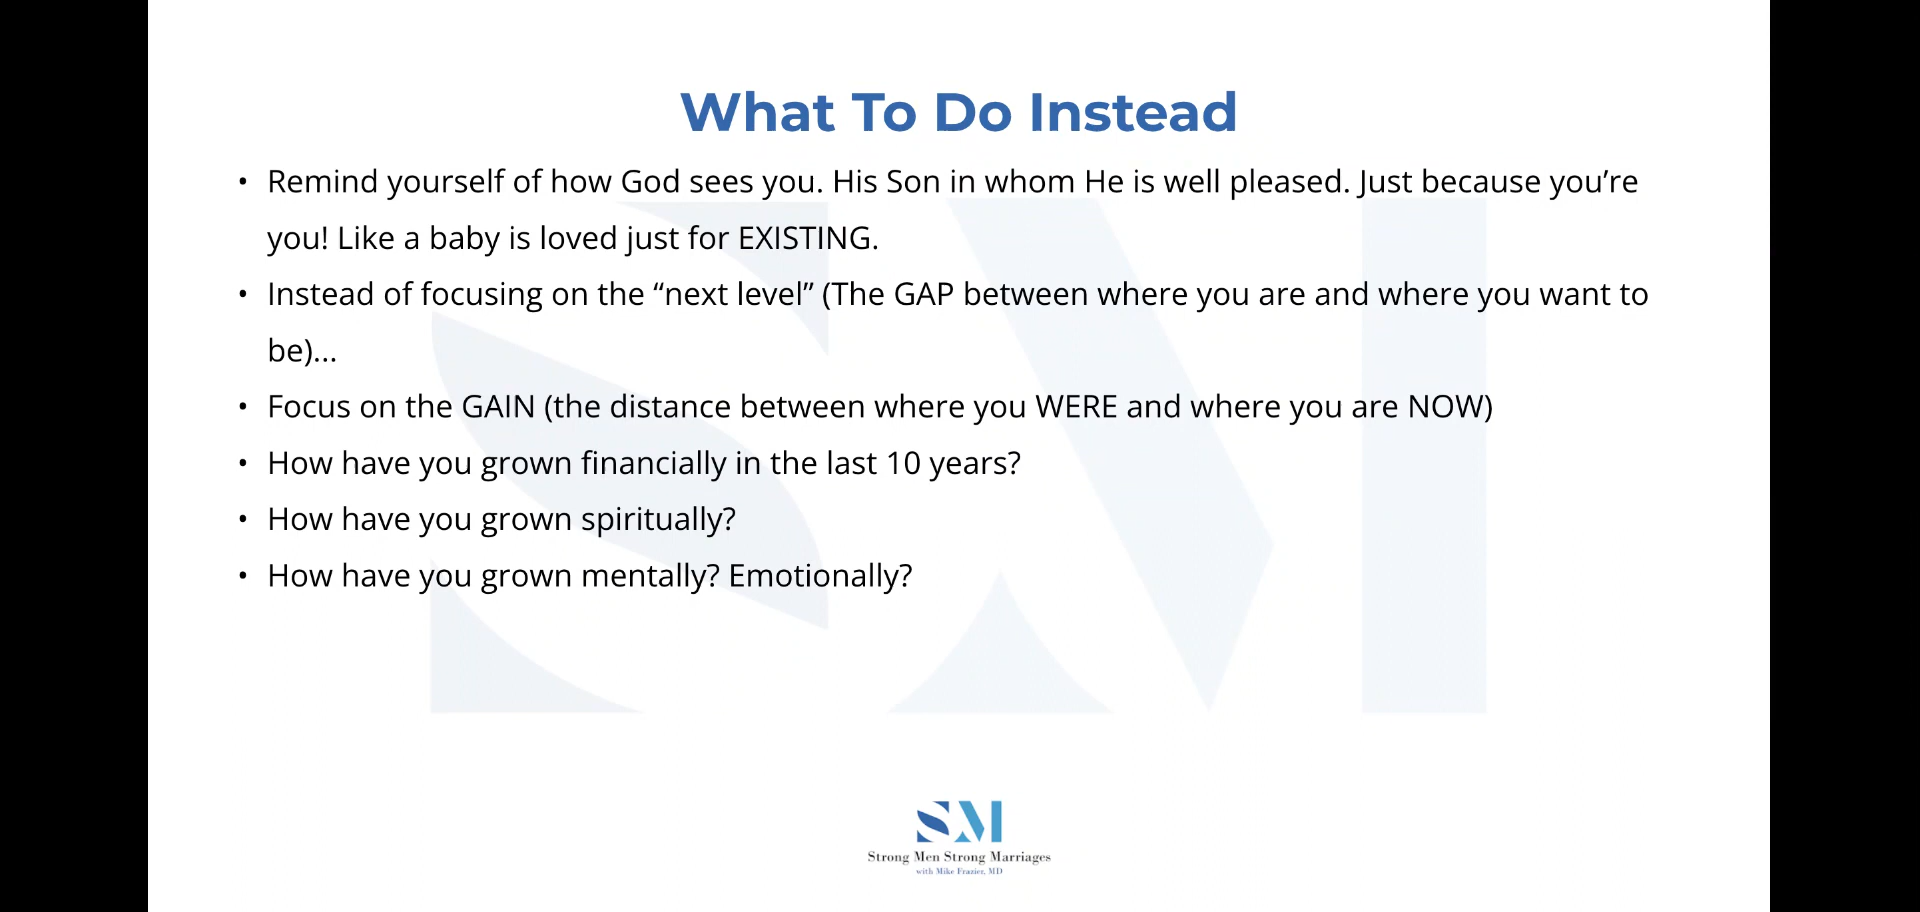 What To Do Instead
• Remind yourself of how God sees you. His Son in whom He is well pleased. Just because you’re
you! Like a baby is loved just for EXISTING.
• Instead of focusing on the “next level” (The GAP between where you are and where you want to
be)...
• Focus on the GAIN (the distance between where you WERE and where you are NOW)
• How have you grown financially in the last 10 years?
• How have you grown spiritually?
• How have you grown mentally? Emotionally?
SM
Strong Men Strong Marriages
with Mike Frazier, MD